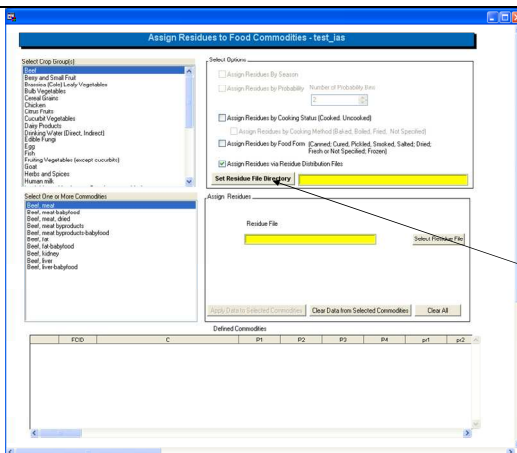 Assign Residues to Food Commodities - test_ias
Select Crop Group(s)
Beef
Berry and Small Fruit
Brassica (Cole) Leafy Vegetables
Bulb Vegetables
Cereal Grains
Chicken
Citrus Fruits
Cucurbit Vegetables
Dairy Products
Drinking Water (Direct, Indirect)
Edible Fungi
Egg
Fish
Fruiting Vegetables (except cucurbits)
Goat
Herbs and Spices
Human milk
Select Options
Assign Residues By Season
Assign Residues by Probability Number of Probability Bins
2
Assign Residues by Cooking Status (Cooked, Uncooked)
Assign Residues by Cooking Method (Baked, Boiled, Fried, Not Specified)
Assign Residues by Food Form (Canned; Cured, Pickled, Smoked, Salted; Dried;
Fresh or Not Specified; Frozen)
Assign Residues via Residue Distribution Files
Set Residue File Directory
Select One or More Commodities
Beef, meat
Beef, meat-babyfood
Beef, meat, dried
Beef, meat byproducts
Beef, meat byproducts-babyfood
Beef, fat
Beef, fat-babyfood
Beef, kidney
Beef, liver
Beef, liver-babyfood
Assign Residues
Residue File
Select Residue File
Apply Data to Selected Commodities Clear Data from Selected Commodities Clear All
Defined Commodities
FCID C P1 P2 P3 P4 pr1 pr2